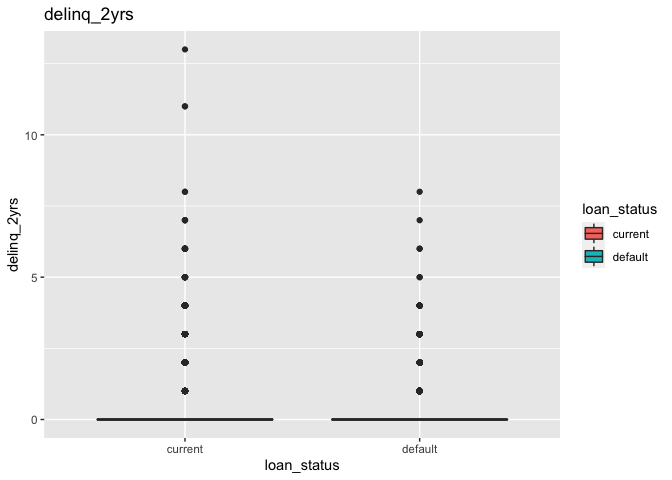 delinq_2yrs
10
5
0
delinq_2yrs
current
default
loan_status
loan_status
current
default